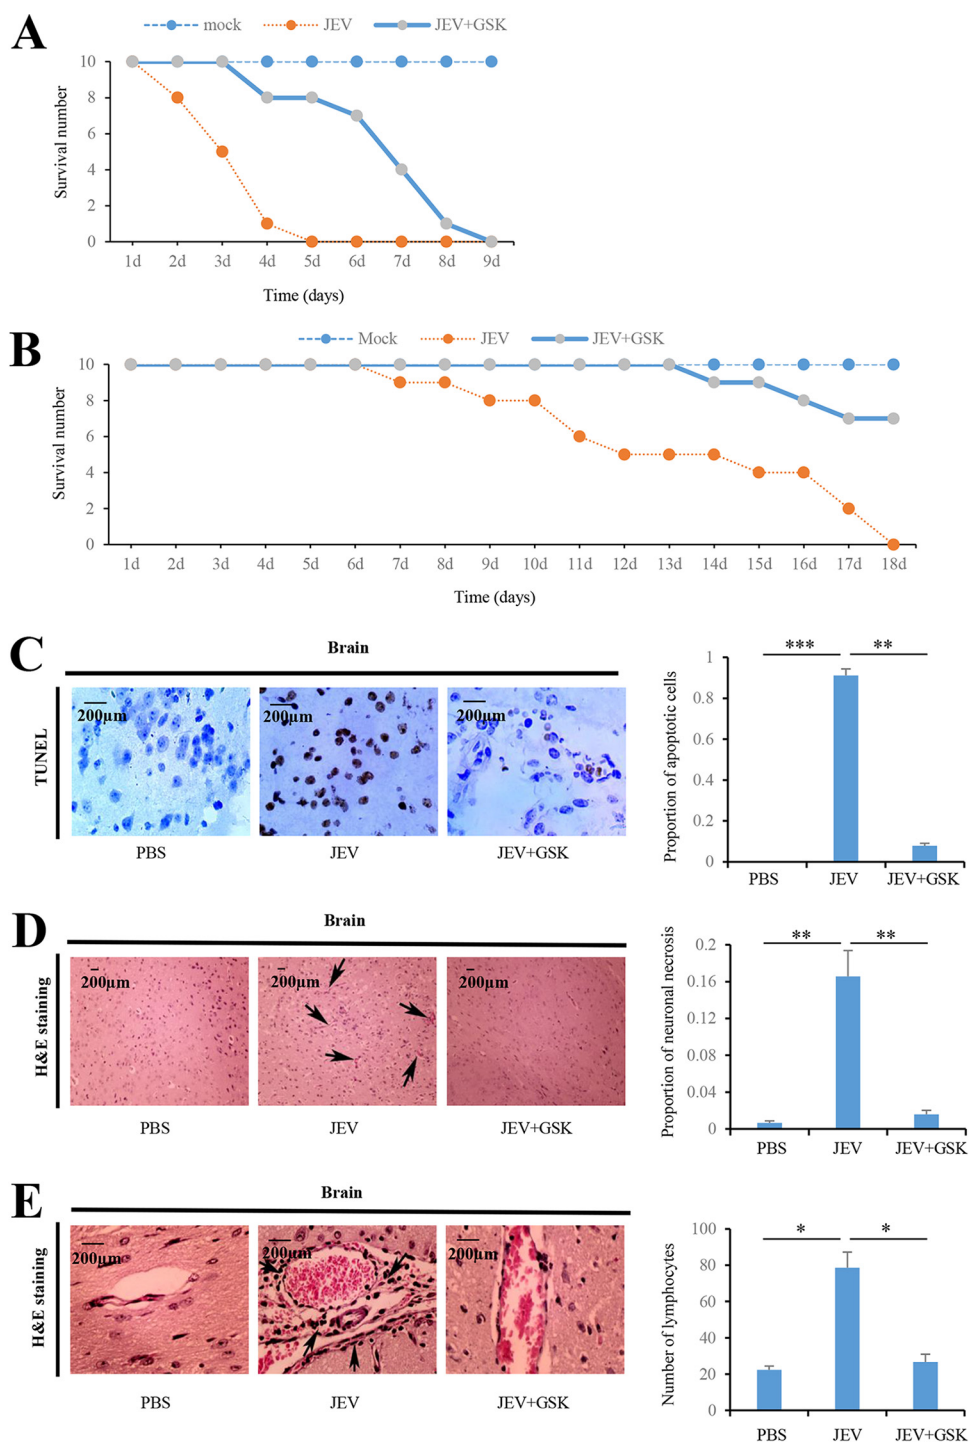 A
mock JEV JEV+GSK
Survival number
10
8
6
4
2
0
1d 2d 3d 4d 5d 6d 7d 8d 9d
Time (days)
B
Mock JEV JEV+GSK
Survival number
10
8
6
4
2
0
1d 2d 3d 4d 5d 6d 7d 8d 9d 10d 11d 12d 13d 14d 15d 16d 17d 18d
Time (days)
C
Brain
TUNEL
200μm 200μm 200μm
PBS JEV JEV+GSK
Proportion of apoptotic cells
*** **
1
0.8
0.6
0.4
0.2
0
PBS JEV JEV+GSK
D
Brain
H&E staining
200μm 200μm 200μm
PBS JEV JEV+GSK
Proportion of neuronal necrosis
** **
0.2
0.16
0.12
0.08
0.04
0
PBS JEV JEV+GSK
E
Brain
H&E staining
200μm 200μm 200μm
PBS JEV JEV+GSK
Number of lymphocytes
* *
100
80
60
40
20
0
PBS JEV JEV+GSK